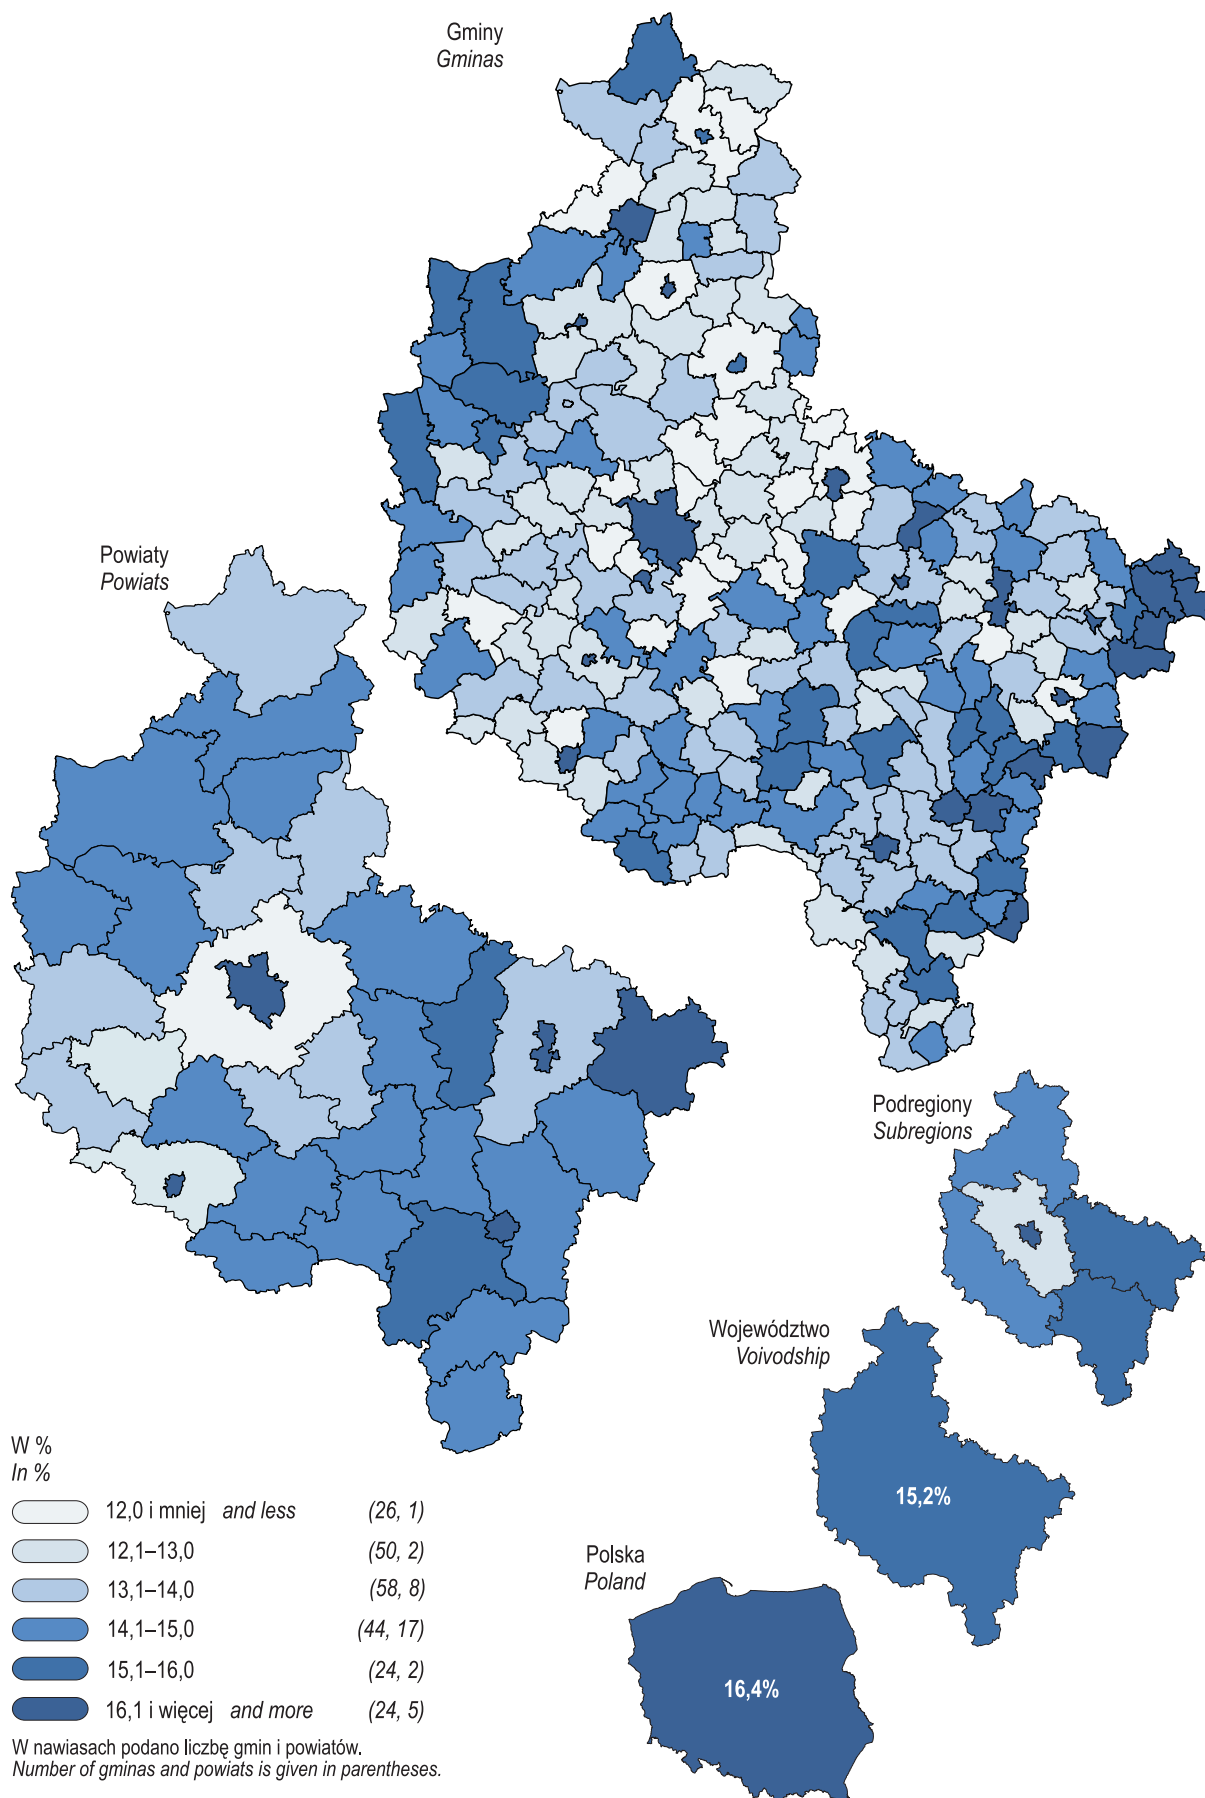 Gminy
Gminas
Powiaty
Powiats
Podregiony
Subregions
Województwo
Voivodship
15,2%
Polska
Poland
16,4%
W %
In %
12,0 i mniej and less (26, 1)
12,1–13,0 (50, 2)
13,1–14,0 (58, 8)
14,1–15,0 (44, 17)
15,1–16,0 (24, 2)
16,1 i więcej and more (24, 5)
W nawiasach podano liczbę gmin i powiatów.
Number of gminas and powiats is given in parentheses.